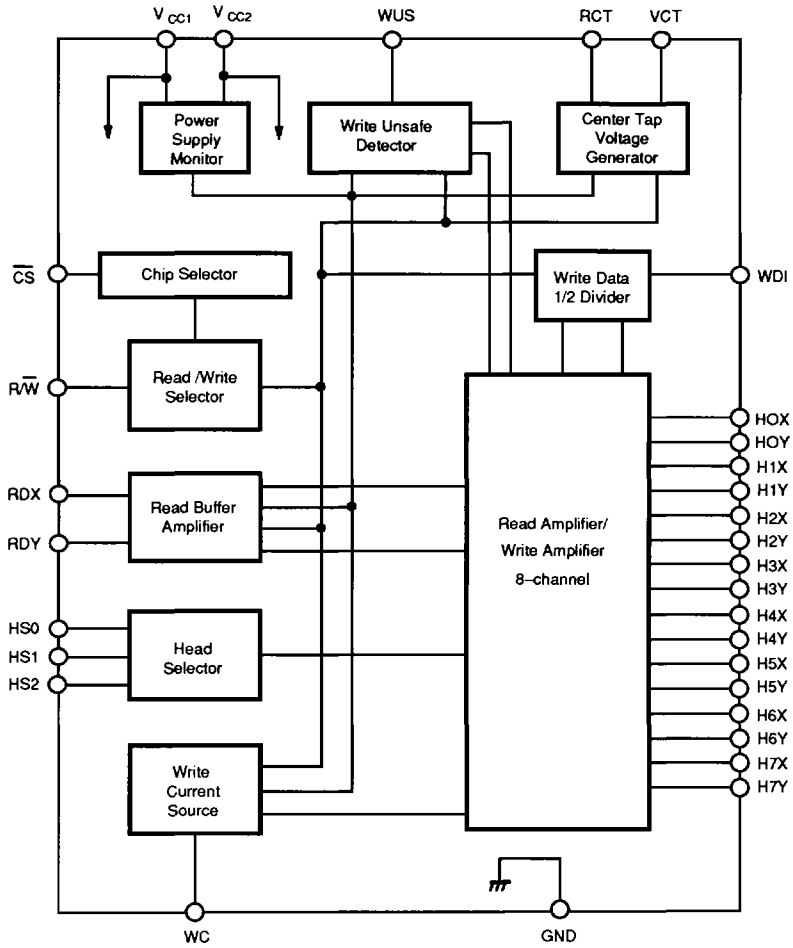 V CC1
V CC2
WUS
RCT
VCT
Power
Supply
Monitor
Write Unsafe
Detector
Center Tap
Voltage
Generator
CS
Chip Selector
Write Data
1/2 Divider
WDI
R/W
Read /Write
Selector
RDX
RDY
Read Buffer
Amplifier
Read Amplifier/
Write Amplifier
8–channel
HS0
HS1
HS2
Head
Selector
Write
Current
Source
HOX
HOY
H1X
H1Y
H2X
H2Y
H3X
H3Y
H4X
H4Y
H5X
H5Y
H6X
H6Y
H7X
H7Y
WC
GND